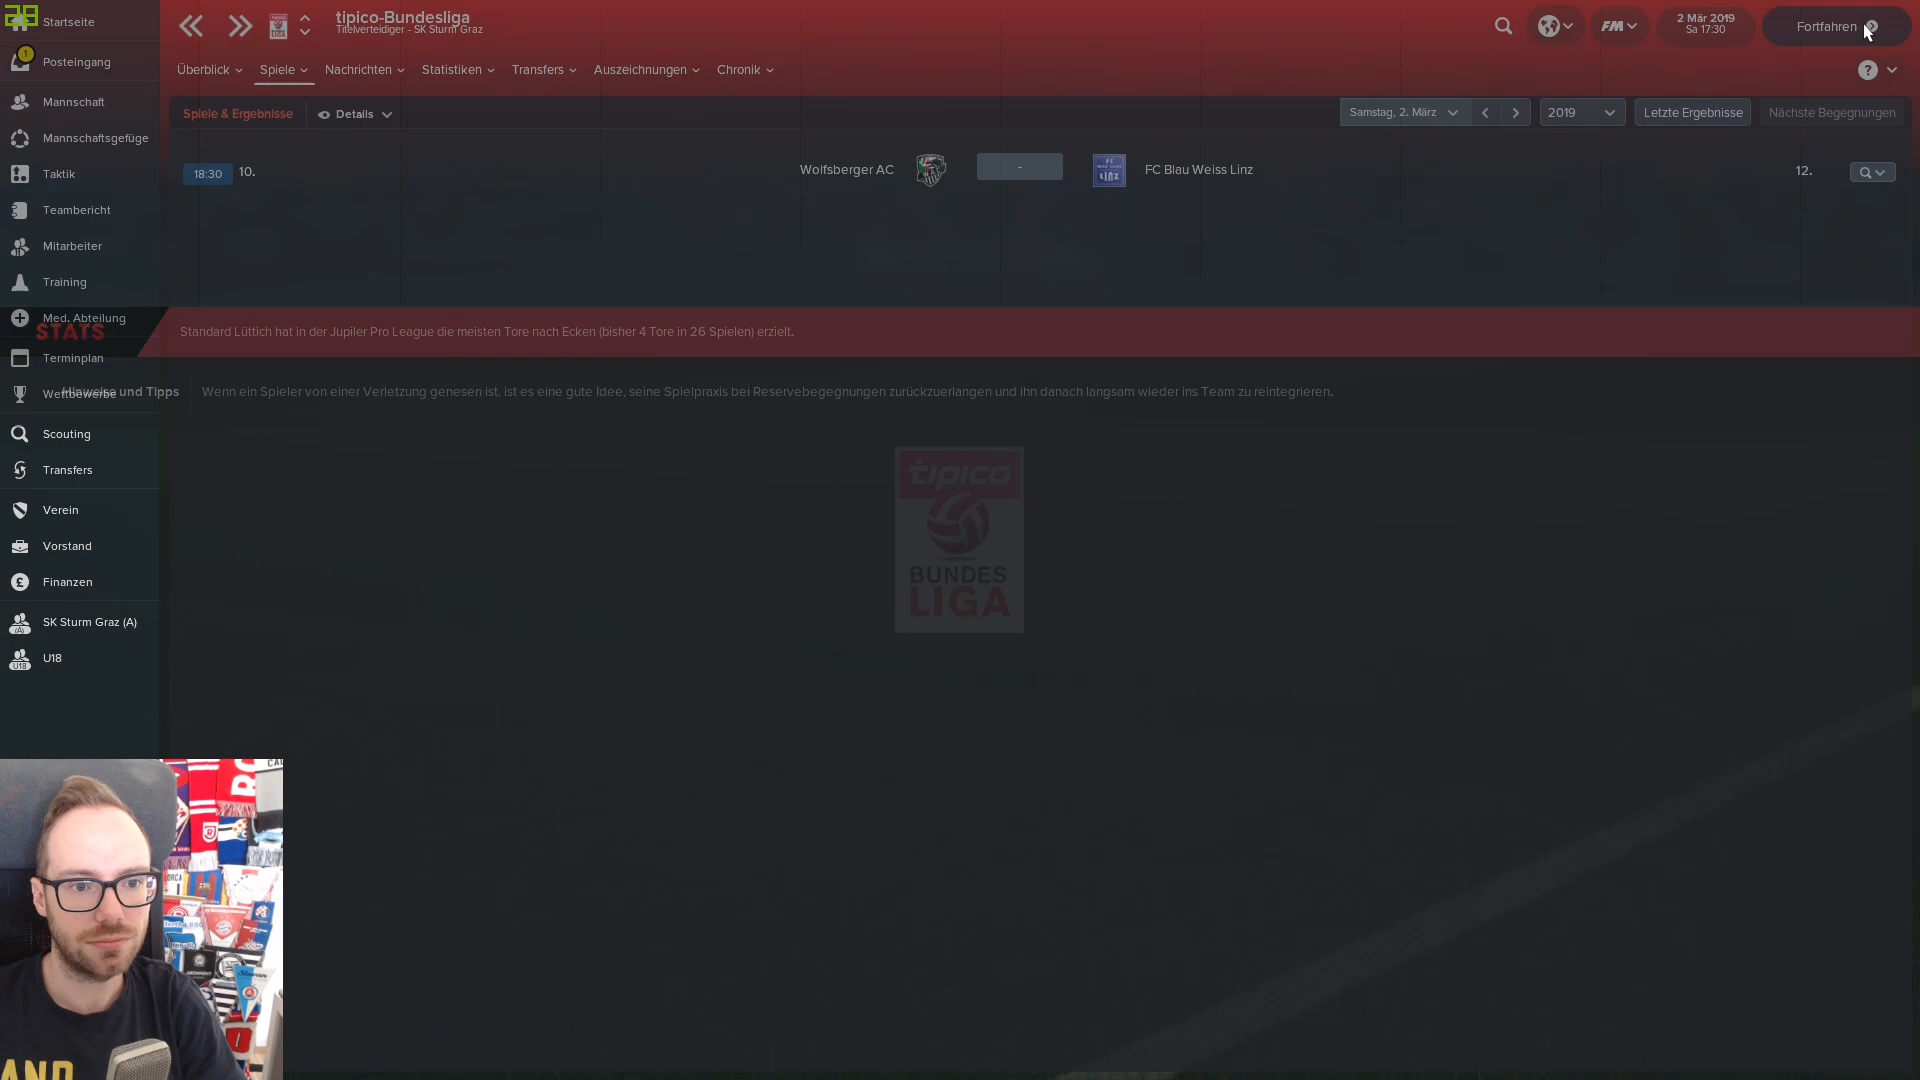 28
Startseite
1
Posteingang
Mannschaft
Mannschaftsgefüge
Taktik
Teambericht
Mitarbeiter
Training
Med. Abteilung
Terminplan
Wettbewerbe
Scouting
Transfers
Verein
Vorstand
Finanzen
(A)
SK Sturm Graz (A)
U18
U18
tipico-Bundesliga
Titelverteidiger - SK Sturm Graz
FM
2 Mär 2019
Sa 17:30
Fortfahren
Überblick
Spiele
Nachrichten
Statistiken
Transfers
Auszeichnungen
Chronik
?
Spiele & Ergebnisse
Details
Samstag, 2. März
2019
Letzte Ergebnisse
Nächste Begegnungen
18:30
10.
Wolfsberger AC
-
FC Blau Weiss Linz
12.
STATS
Standard Lüttich hat in der Jupiler Pro League die meisten Tore nach Ecken (bisher 4 Tore in 26 Spielen) erzielt.
Hinweise und Tipps
Wenn ein Spieler von einer Verletzung genesen ist, ist es eine gute Idee, seine Spielpraxis bei Reservebegegnungen zurückzuerlangen und ihn danach langsam wieder ins Team zu reintegrieren.
tipico
BUNDES
LIGA